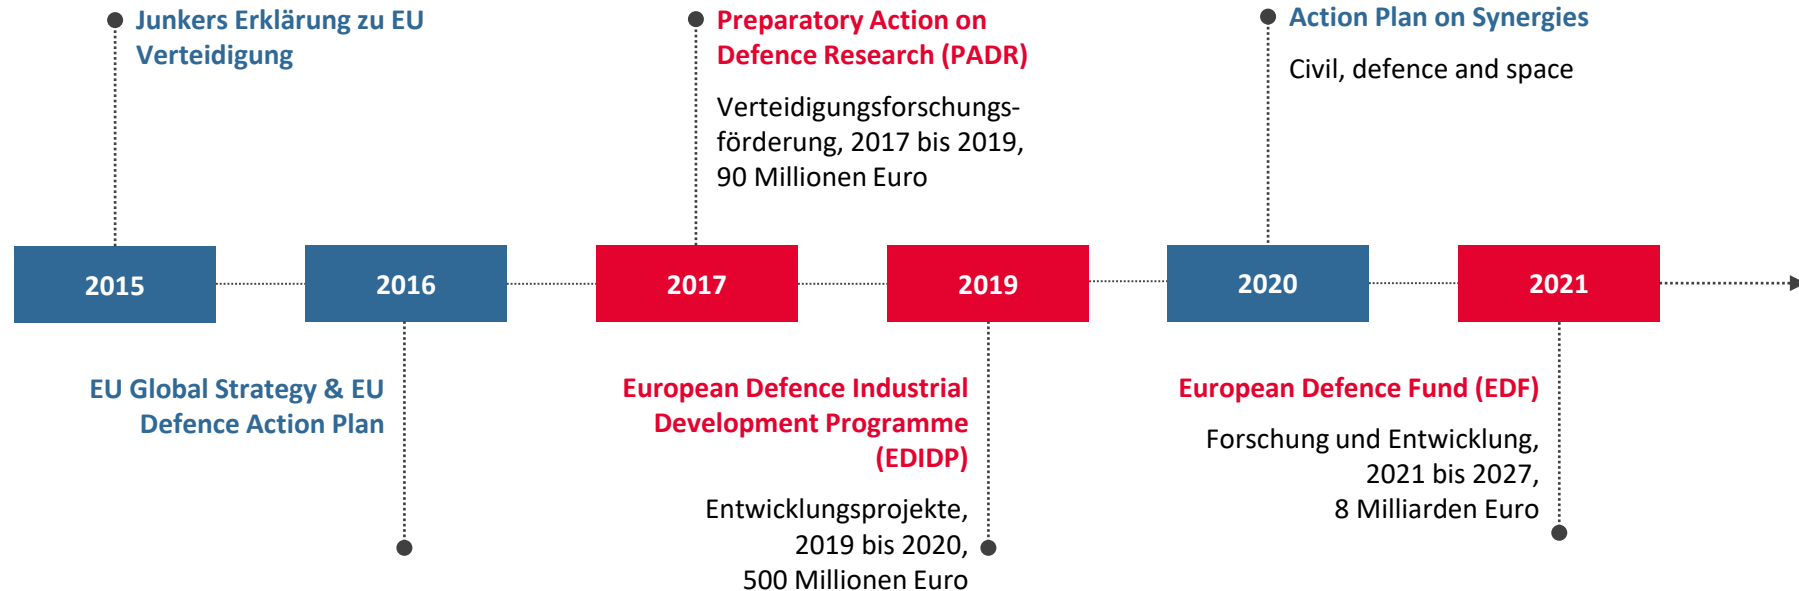 Junkers Erklärung zu EU
Verteidigung
Preparatory Action on
Defence Research (PADR)
Verteidigungsforschungs-
förderung, 2017 bis 2019,
90 Millionen Euro
Action Plan on Synergies
Civil, defence and space
2015
2016
2017
2019
2020
2021
EU Global Strategy & EU
Defence Action Plan
European Defence Industrial
Development Programme
(EDIDP)
Entwicklungsprojekte,
2019 bis 2020,
500 Millionen Euro
European Defence Fund (EDF)
Forschung und Entwicklung,
2021 bis 2027,
8 Milliarden Euro